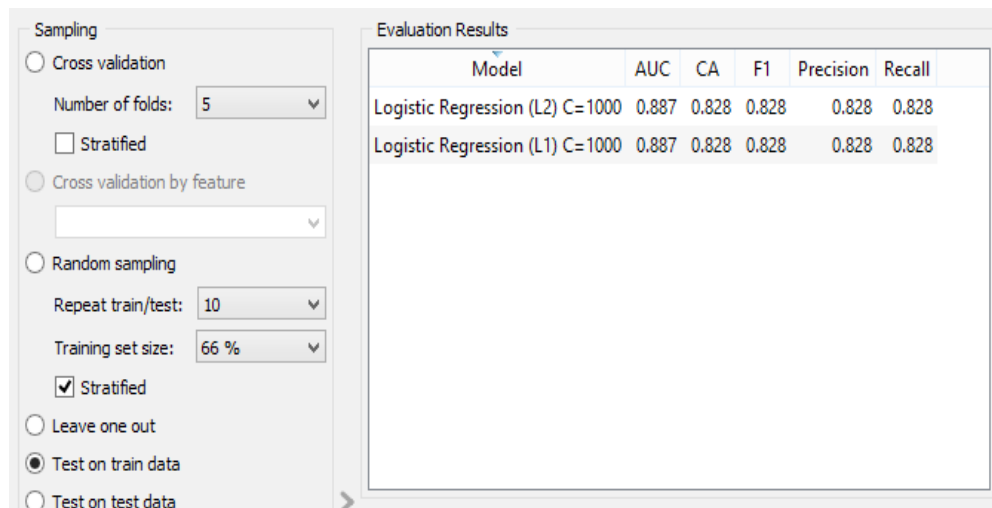 Sampling
Cross validation
Number of folds: 5
Stratified
Cross validation by feature
Random sampling
Repeat train/test: 10
Training set size: 66 %
Stratified
Leave one out
Test on train data
Test on test data
Evaluation Results
Model AUC CA F1 Precision Recall
Logistic Regression (L2) C=1000 0.887 0.828 0.828 0.828 0.828
Logistic Regression (L1) C=1000 0.887 0.828 0.828 0.828 0.828